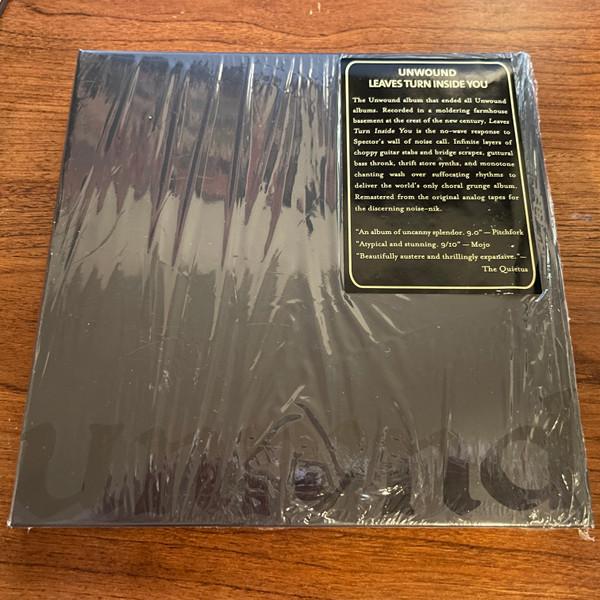 UNWOUND
LEAVES TURN INSIDE YOU
The Unwound album that ended all Unwound
albums. Recorded in a moldering farmhouse
basement at the crest of the new century, Leaves
Turn Inside You is the no-wave response to
Spector's wall of noise call. Infinite layers of
choppy guitar stabs and bridge scrapes, guttural
bass thronk, thrift store synths, and monotone
chanting wash over suffocating rhythms to
deliver the world's only choral grunge album.
Remastered from the original analog tapes for
the discerning noise-nik.
"An album of uncanny splendor. 9.0" — Pitchfork
"Atypical and stunning. 9/10" — Mojo
"Beautifully austere and thrillingly expansive."—
The Quietus
unwound